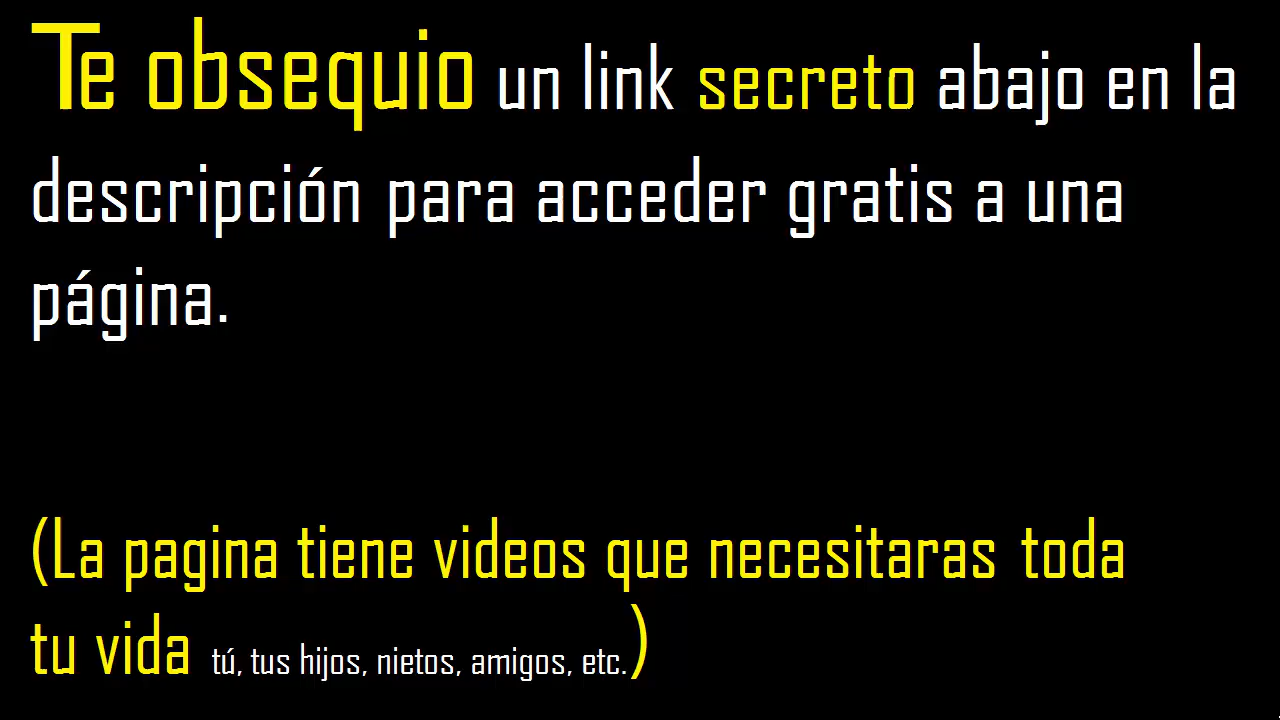 Te obsequio un link secreto abajo en la
descripción para acceder gratis a una
página.
(La pagina tiene videos que necesitaras toda
tu vida tú, tus hijos, nietos, amigos, etc.)